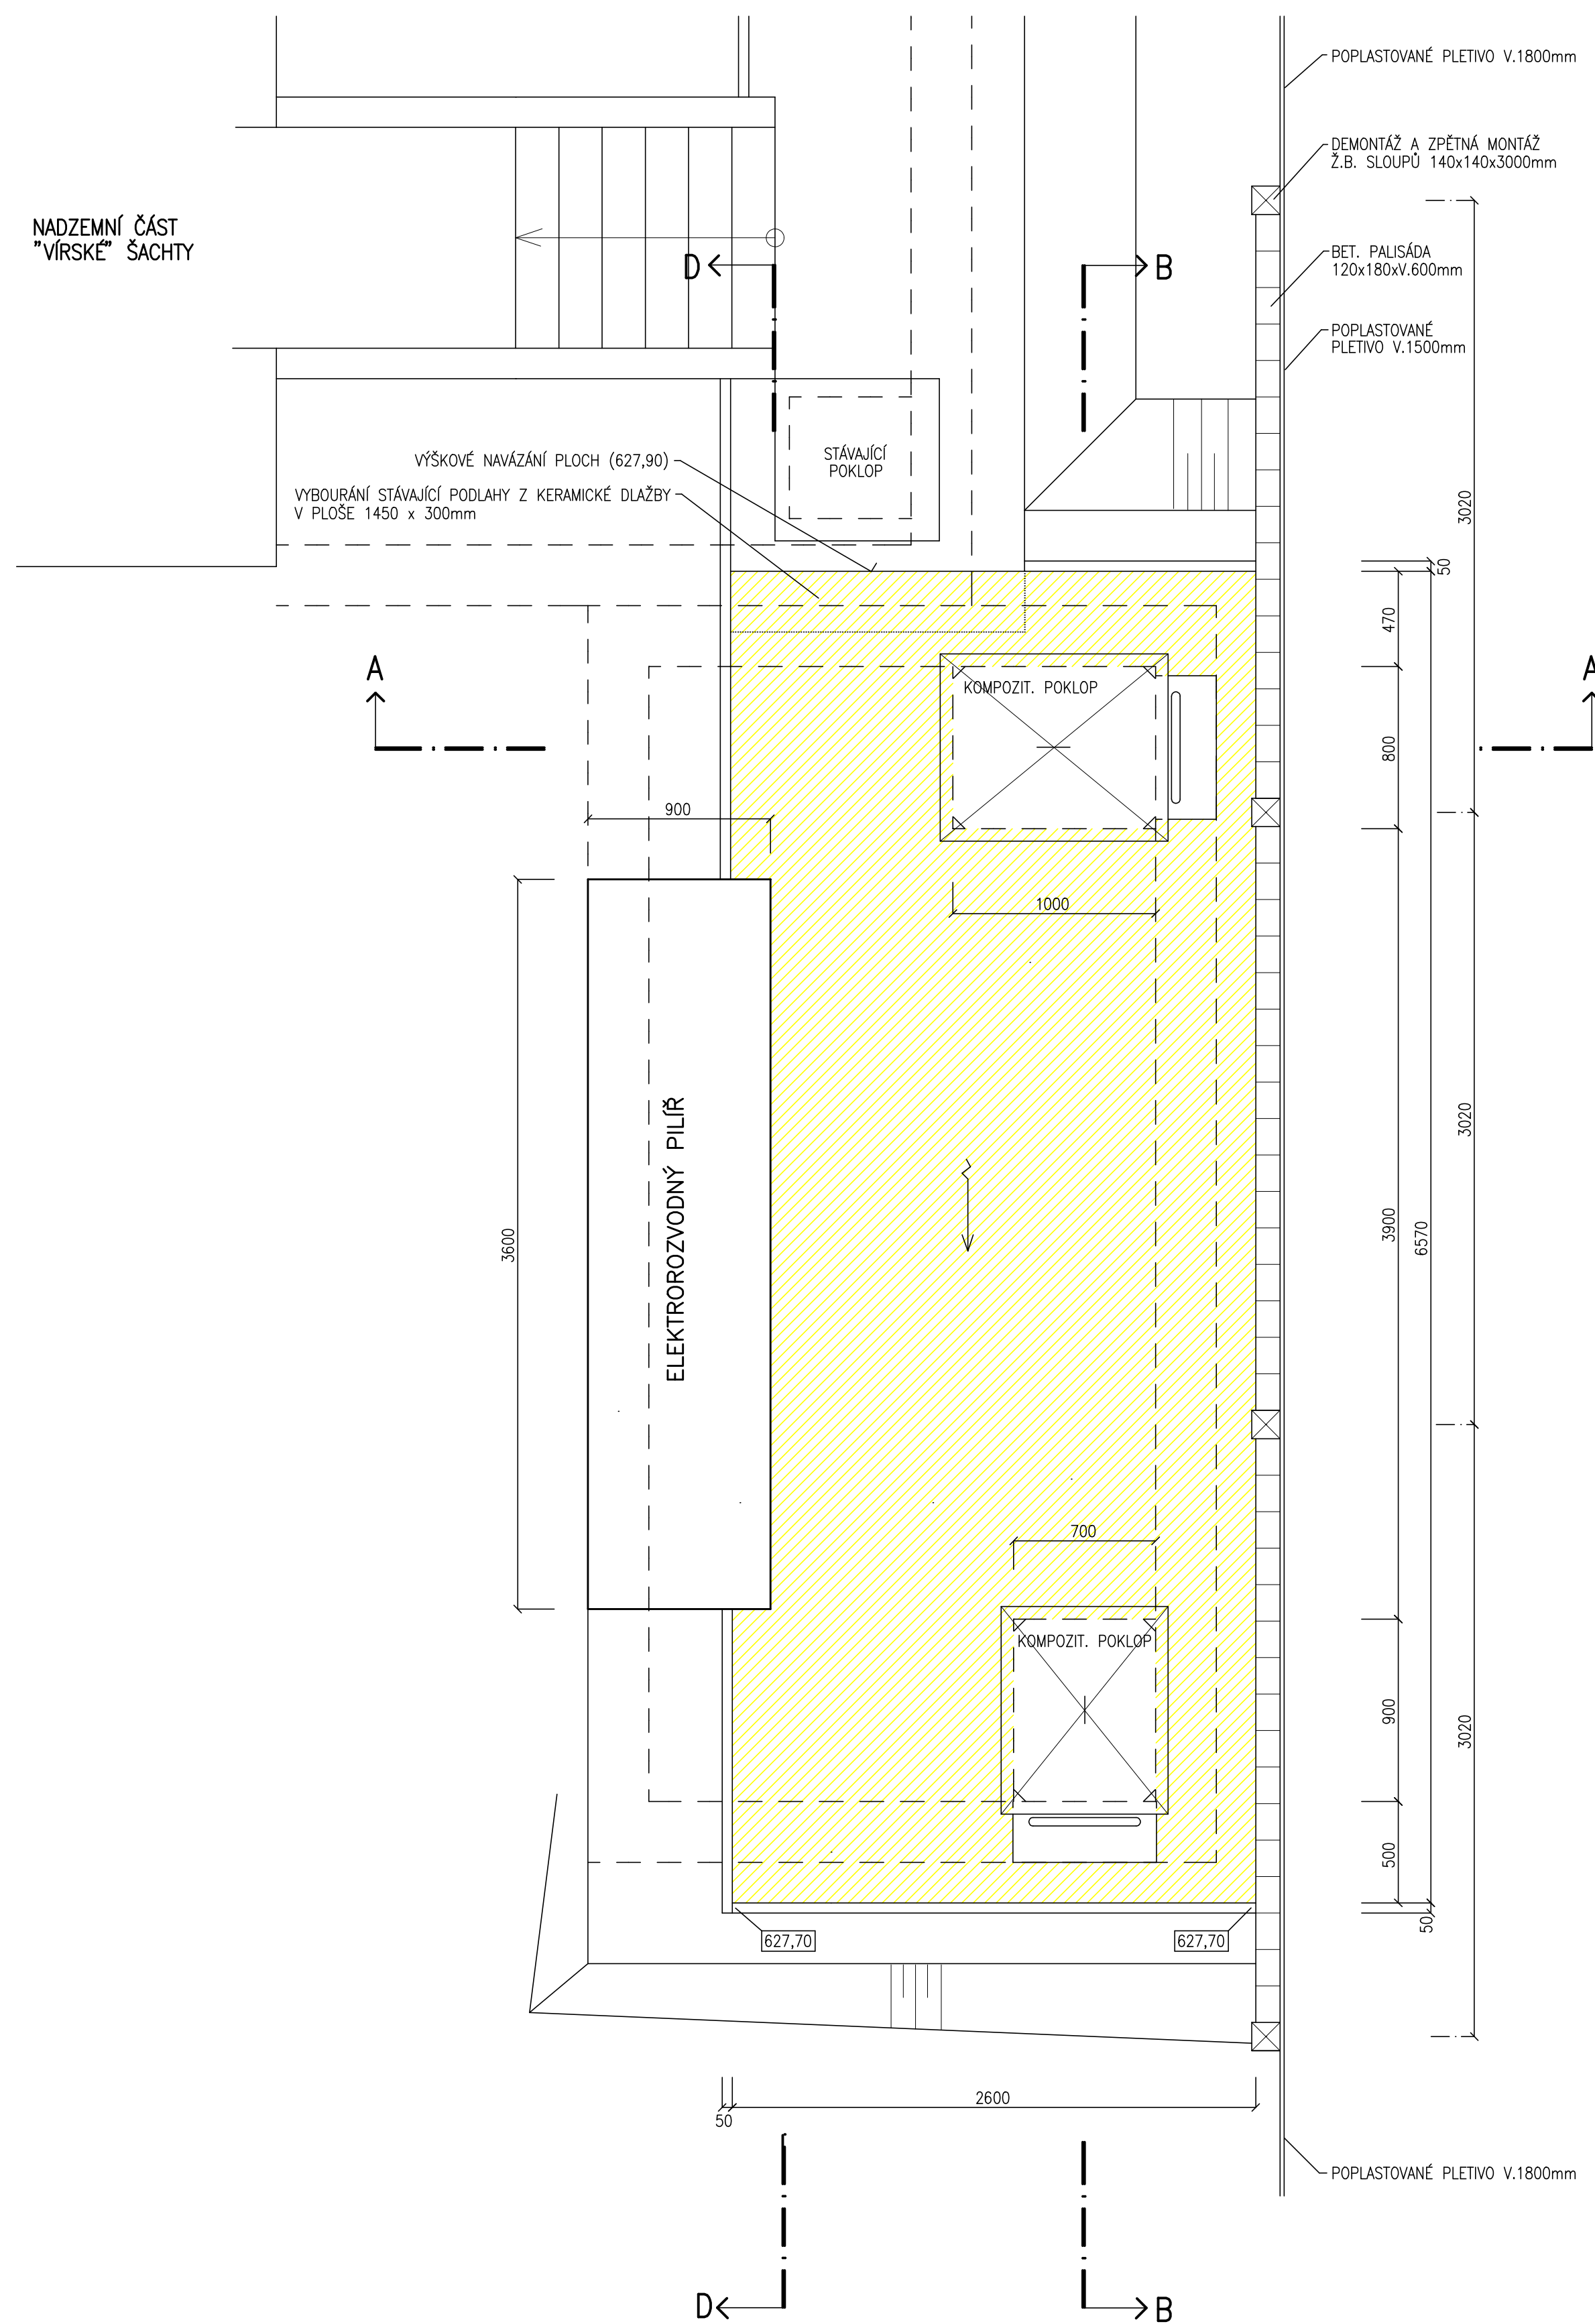 POPLASTOVANÉ PLETIVO V.1800mm
DEMONTÁŽ A ZPĚTNÁ MONTÁŽ
Ž.B. SLOUPŮ 140x140x3000mm
NADZEMNÍ ČÁST
"VÍRSKÉ" ŠACHTY
D
B
BET. PALISÁDA
120x180xV.600mm
POPLASTOVANÉ
PLETIVO V.1500mm
STÁVAJÍCÍ
POKLOP
VÝŠKOVÉ NAVÁZÁNÍ PLOCH (627,90)
VYBOURÁNÍ STÁVAJÍCÍ PODLAHY Z KERAMICKÉ DLAŽBY
V PLOŠE 1450 x 300mm
3020
50
470
A
A
KOMPOZIT. POKLOP
800
900
1000
3020
3900
6570
3600
ELEKTROROZVODNÝ PILÍŘ
700
KOMPOZIT. POKLOP
900
3020
500
50
627,70
627,70
2600
50
POPLASTOVANÉ PLETIVO V.1800mm
D
B